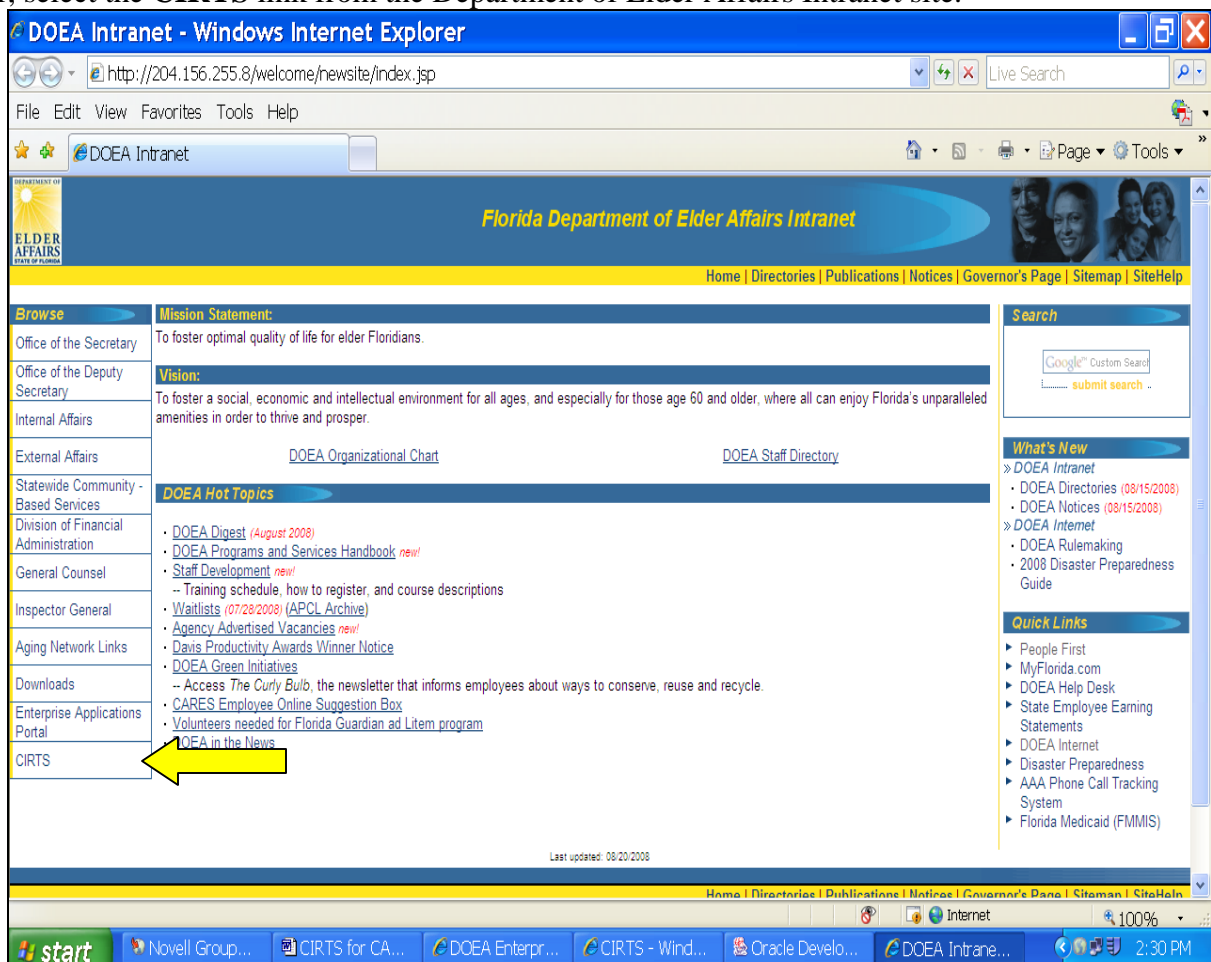 , select the CIRTS link from the Department of Elder Affairs Intranet site.
DOEA Intranet - Windows Internet Explorer
http://204.156.255.8/welcome/newsite/index.jsp
Live Search
File Edit View Favorites Tools Help
DOEA Intranet
Page Tools »
DEPARTMENT OF
ELDER
AFFAIRS
STATE OF FLORIDA
Florida Department of Elder Affairs Intranet
Home | Directories | Publications | Notices | Governor's Page | Sitemap | SiteHelp
Browse
Office of the Secretary
Office of the Deputy
Secretary
Internal Affairs
External Affairs
Statewide Community -
Based Services
Division of Financial
Administration
General Counsel
Inspector General
Aging Network Links
Downloads
Enterprise Applications
Portal
CIRTS
Mission Statement:
To foster optimal quality of life for elder Floridians.
Vision:
To foster a social, economic and intellectual environment for all ages, and especially for those age 60 and older, where all can enjoy Florida's unparalleled
amenities in order to thrive and prosper.
DOEA Organizational Chart DOEA Staff Directory
DOEA Hot Topics
· DOEA Digest (August 2008)
· DOEA Programs and Services Handbook new!
· Staff Development new!
-- Training schedule, how to register, and course descriptions
· Waitlists (07/28/2008) (APCL Archive)
· Agency Advertised Vacancies new!
· Davis Productivity Awards Winner Notice
· DOEA Green Initiatives
-- Access The Curly Bulb, the newsletter that informs employees about ways to conserve, reuse and recycle.
· CARES Employee Online Suggestion Box
· Volunteers needed for Florida Guardian ad Litem program
· DOEA in the News
Search
Google™ Custom Search
submit search
What's New
» DOEA Intranet
· DOEA Directories (08/15/2008)
· DOEA Notices (08/15/2008)
» DOEA Internet
· DOEA Rulemaking
· 2008 Disaster Preparedness
Guide
Quick Links
People First
MyFlorida.com
DOEA Help Desk
State Employee Earning
Statements
DOEA Internet
Disaster Preparedness
AAA Phone Call Tracking
System
Florida Medicaid (FMMIS)
Last updated: 08/20/2008
Home | Directories | Publications | Notices | Governor's Page | Sitemap | SiteHelp
Internet 100%
start Novell Group... CIRTS for CA... DOEA Enterpr... CIRTS - Wind... Oracle Develo... DOEA Intrane... 2:30 PM